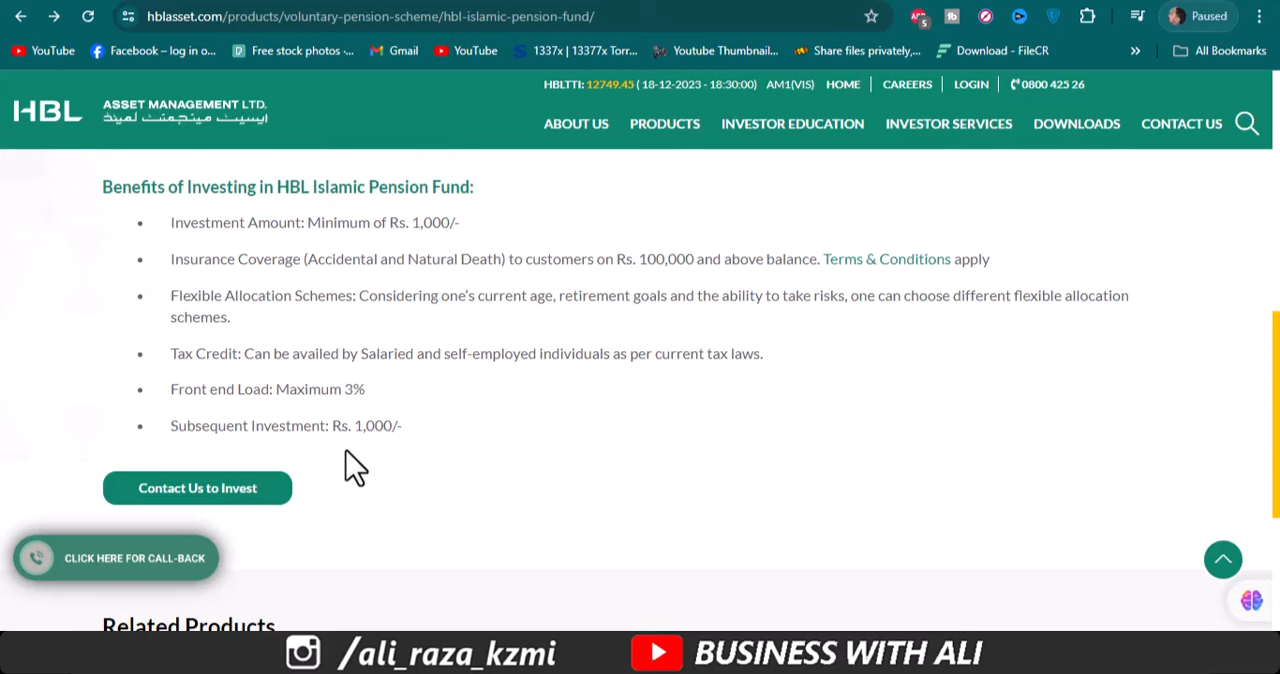 hblasset.com/products/voluntary-pension-scheme/hbl-islamic-pension-fund/
5
Paused
YouTube
Facebook – log in o...
Free stock photos ·...
Gmail
YouTube
1337x | 13377x Torr...
Youtube Thumbnail...
Share files privately,...
Download - FileCR
»
All Bookmarks
HBLTTI: 12749.45 ( 18-12-2023 - 18:30:00) AM1(VIS)
HOME
CAREERS
LOGIN
0800 425 26
HBL
ASSET MANAGEMENT LTD.
ایسیٹ مینجمنٹ لمیٹڈ
ABOUT US
PRODUCTS
INVESTOR EDUCATION
INVESTOR SERVICES
DOWNLOADS
CONTACT US
Benefits of Investing in HBL Islamic Pension Fund:
• Investment Amount: Minimum of Rs. 1,000/-
• Insurance Coverage (Accidental and Natural Death) to customers on Rs. 100,000 and above balance. Terms & Conditions apply
• Flexible Allocation Schemes: Considering one’s current age, retirement goals and the ability to take risks, one can choose different flexible allocation
schemes.
• Tax Credit: Can be availed by Salaried and self-employed individuals as per current tax laws.
• Front end Load: Maximum 3%
• Subsequent Investment: Rs. 1,000/-
Contact Us to Invest
CLICK HERE FOR CALL-BACK
Related Products
/ali_raza_kzmi
BUSINESS WITH ALI